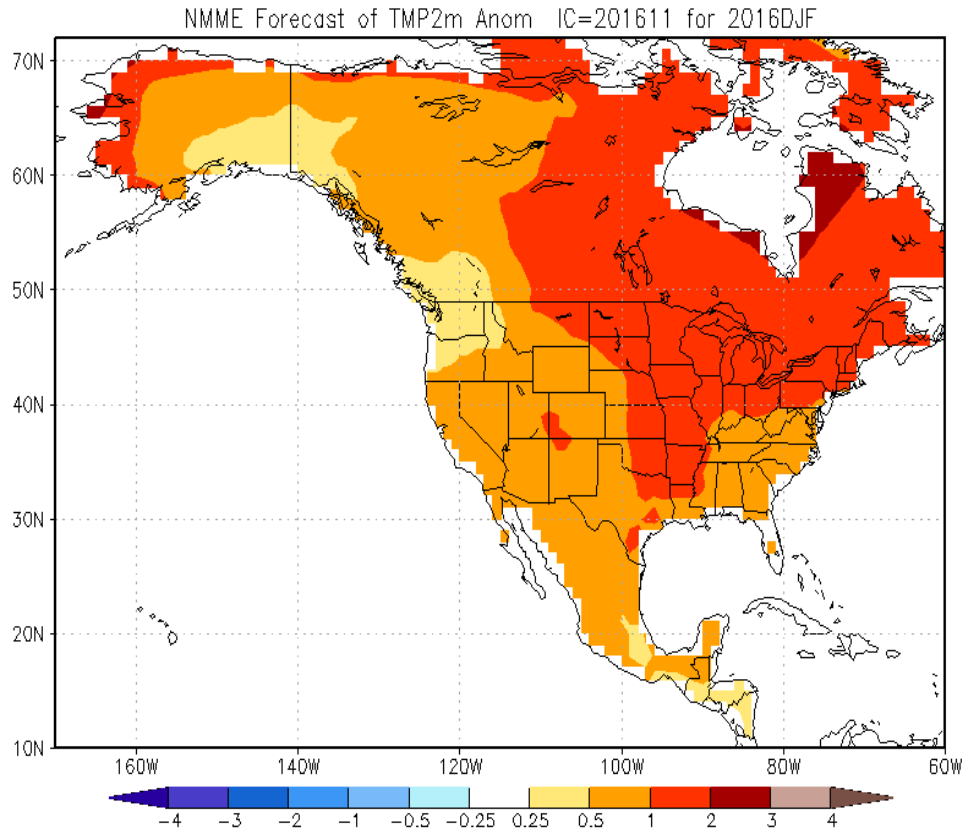 NMME Forecast of TMP2m Anom IC=201611 for 2016DJF
70N
60N
50N
40N
30N
20N
10N
160W 140W 120W 100W 80W 60W
-4 -3 -2 -1 -0.5 -0.25 0.25 0.5 1 2 3 4